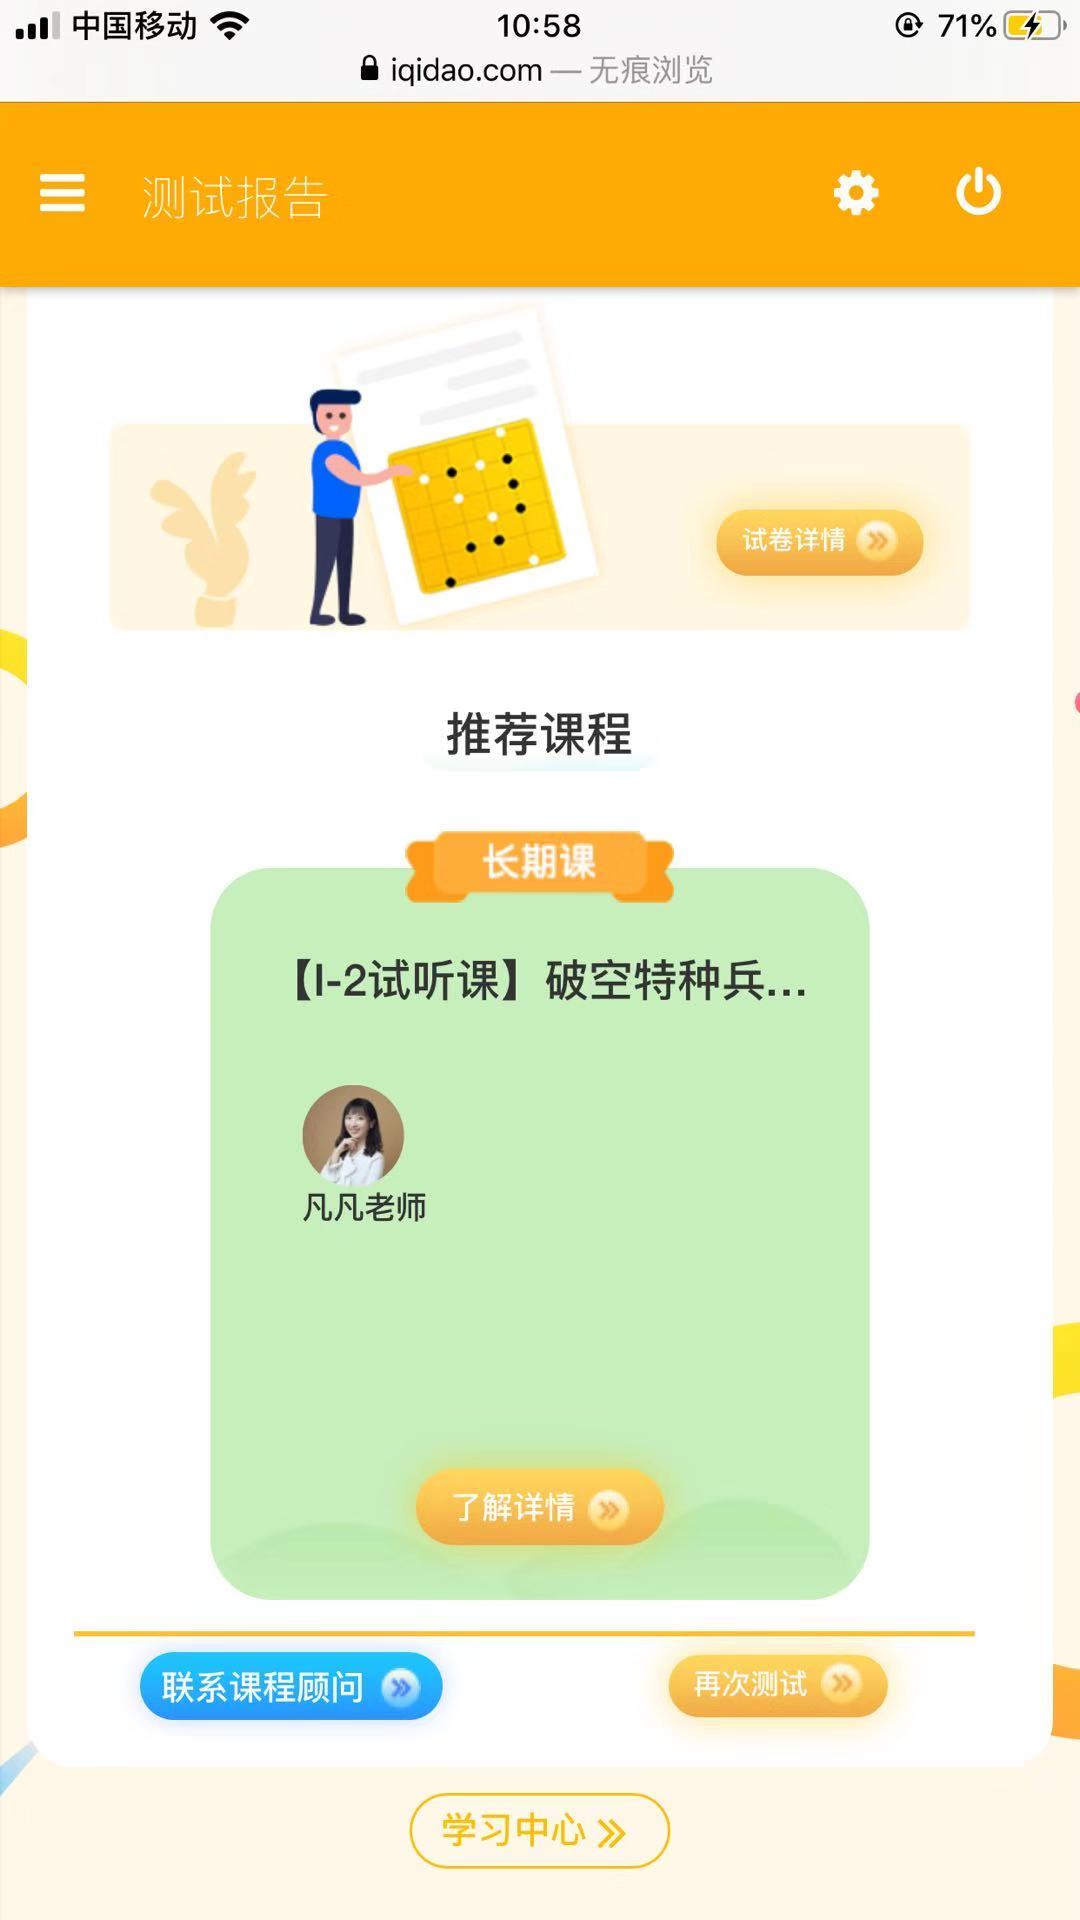 中国移动
10:58
71%
iqidao.com — 无痕浏览
测试报告
试卷详情
推荐课程
长期课
【I-2试听课】破空特种兵...
凡凡老师
了解详情
联系课程顾问
再次测试
学习中心